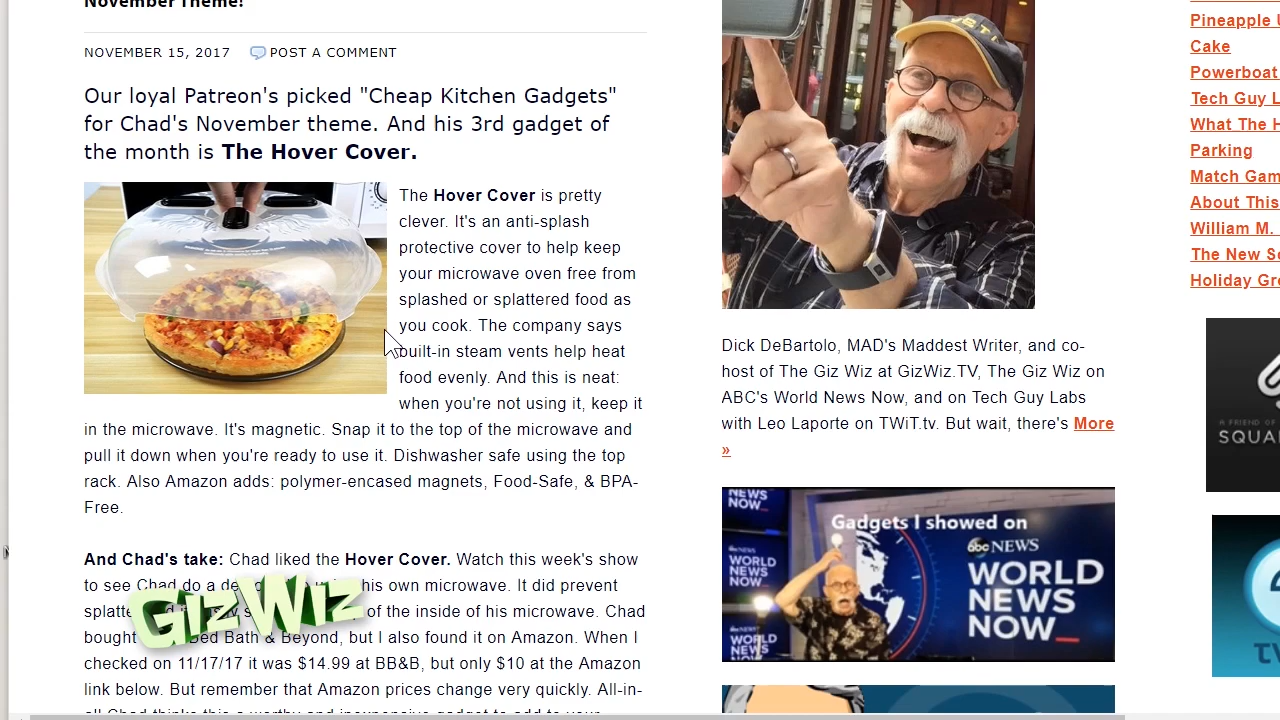 November Theme!
NOVEMBER 15, 2017 POST A COMMENT
Our loyal Patreon's picked "Cheap Kitchen Gadgets"
for Chad's November theme. And his 3rd gadget of
the month is The Hover Cover.
The Hover Cover is pretty
clever. It's an anti-splash
protective cover to help keep
your microwave oven free from
splashed or splattered food as
you cook. The company says
built-in steam vents help heat
food evenly. And this is neat:
when you're not using it, keep it
in the microwave. It's magnetic. Snap it to the top of the microwave and
pull it down when you're ready to use it. Dishwasher safe using the top
rack. Also Amazon adds: polymer-encased magnets, Food-Safe, & BPA-
Free.
And Chad's take: Chad liked the Hover Cover. Watch this week's show
to see Chad do a his own microwave. It did prevent
of the inside of his microwave. Chad
bought Bed Bath & Beyond, but I also found it on Amazon. When I
checked on 11/17/17 it was $14.99 at BB&B, but only $10 at the Amazon
link below. But remember that Amazon prices change very quickly. All-in-
GIZWIZ
Dick DeBartolo, MAD's Maddest Writer, and co-
host of The Giz Wiz at GizWiz.TV, The Giz Wiz on
ABC's World News Now, and on Tech Guy Labs
with Leo Laporte on TWiT.tv. But wait, there's More
»
NEWS
NOW
Gadgets I showed on
abc NEWS
WORLD
NEWS
NOW_
WORLD
NEWS
NOW
WORLD
Pineapple U
Cake
Powerboat
Tech Guy L
What The H
Parking
Match Gam
About This
William M.
The New Sc
Holiday Gre
A FRIEND OF
SQUA